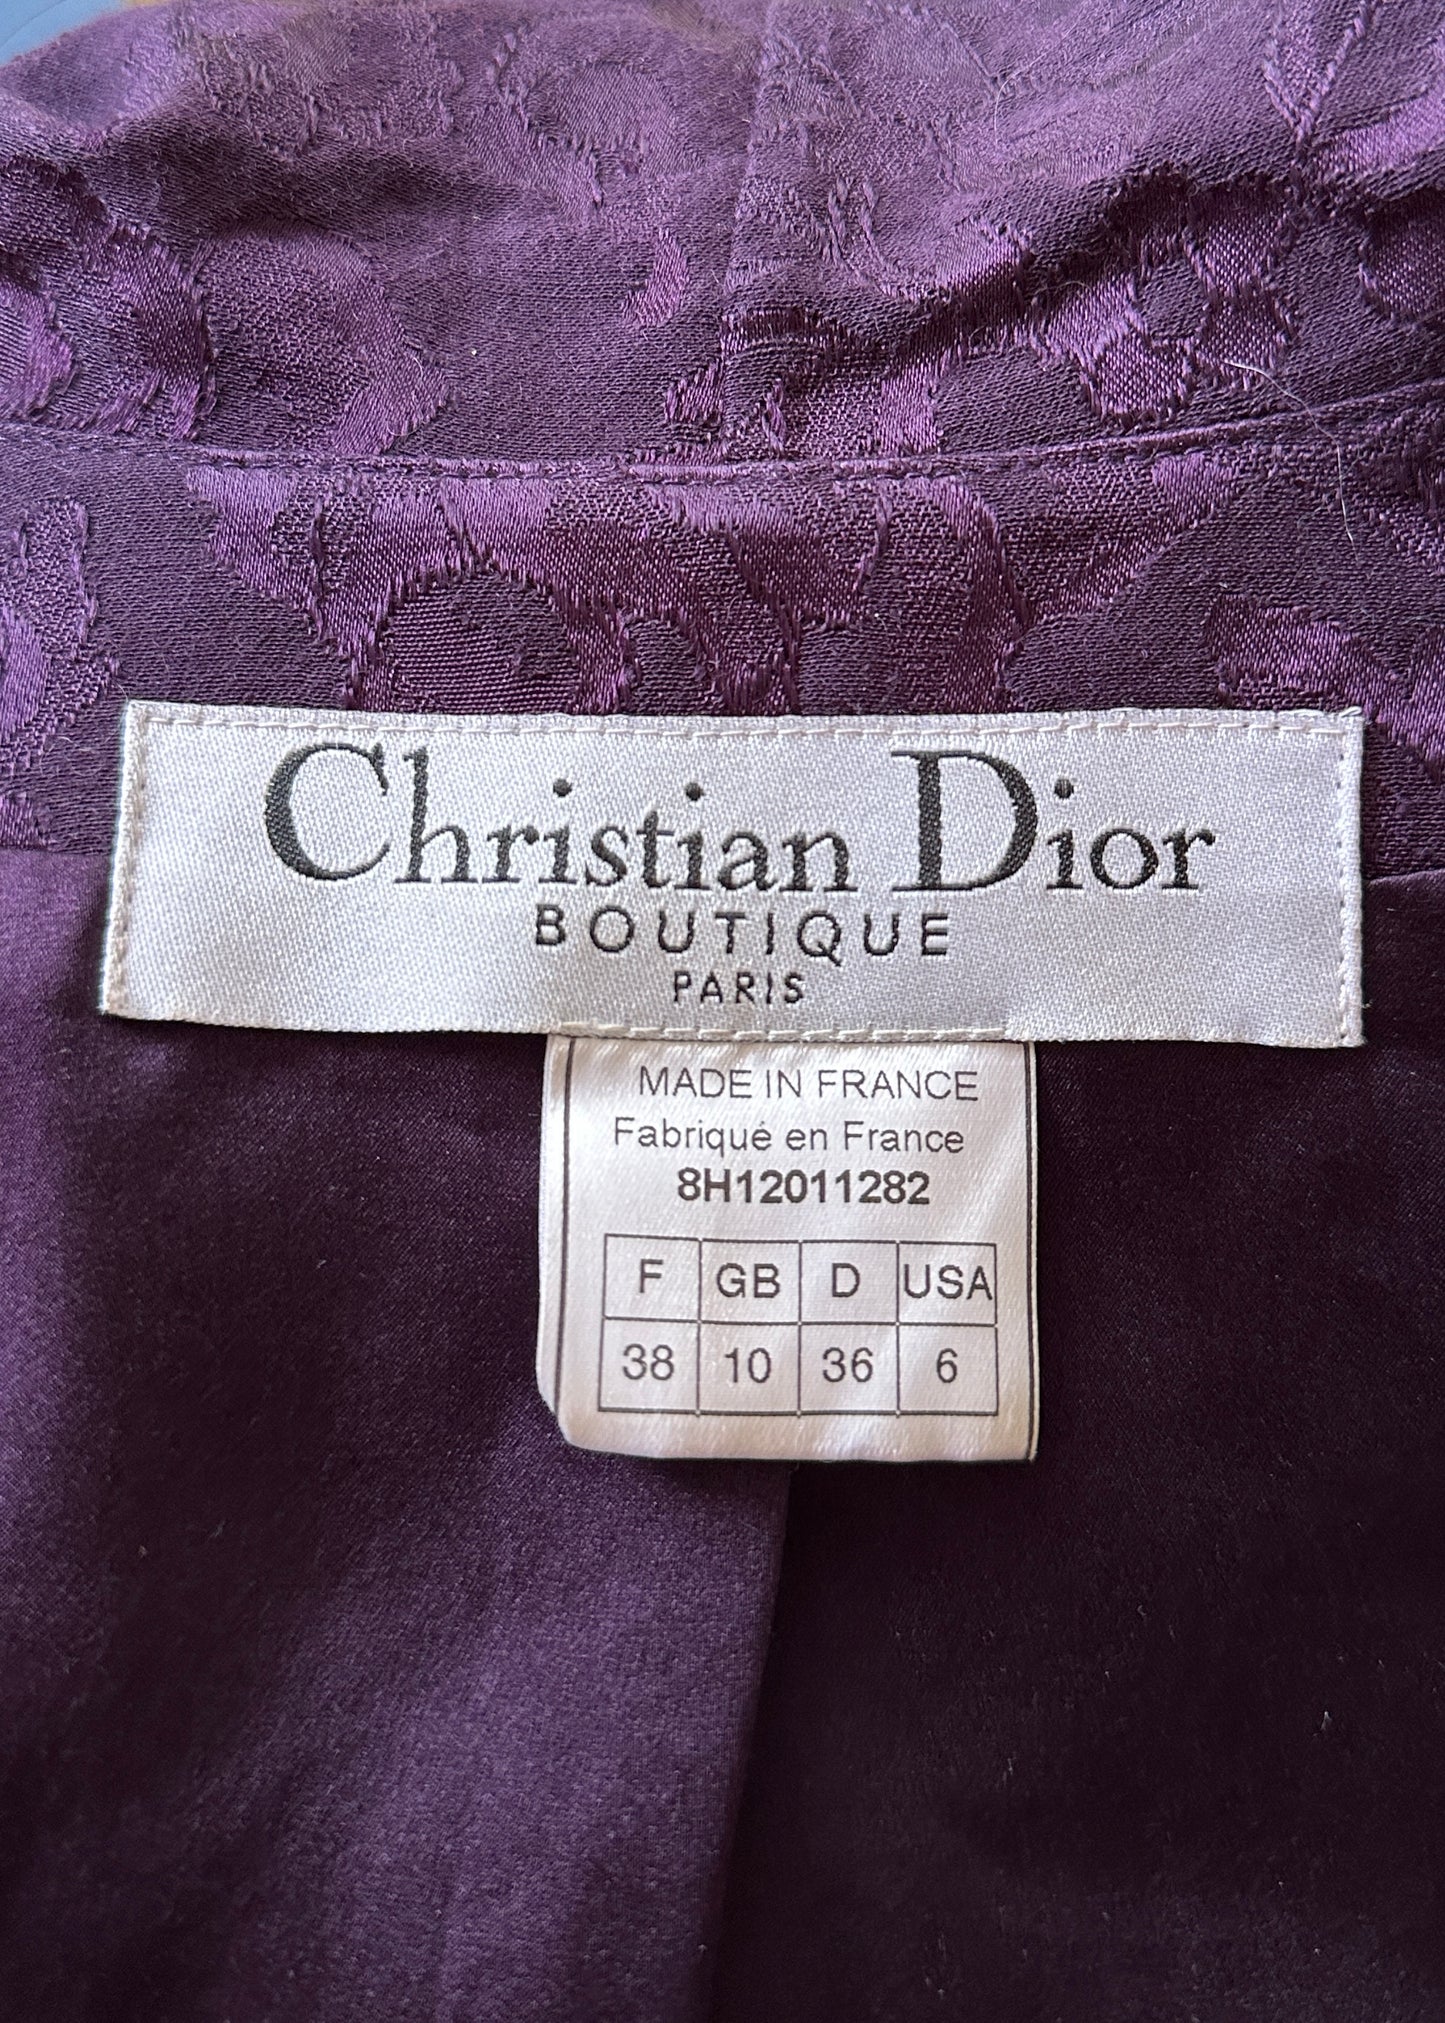 Christian Dior
BOUTIQUE
PARIS
MADE IN FRANCE
Fabriqué en France
8H12011282
F GB D USA
38 10 36 6